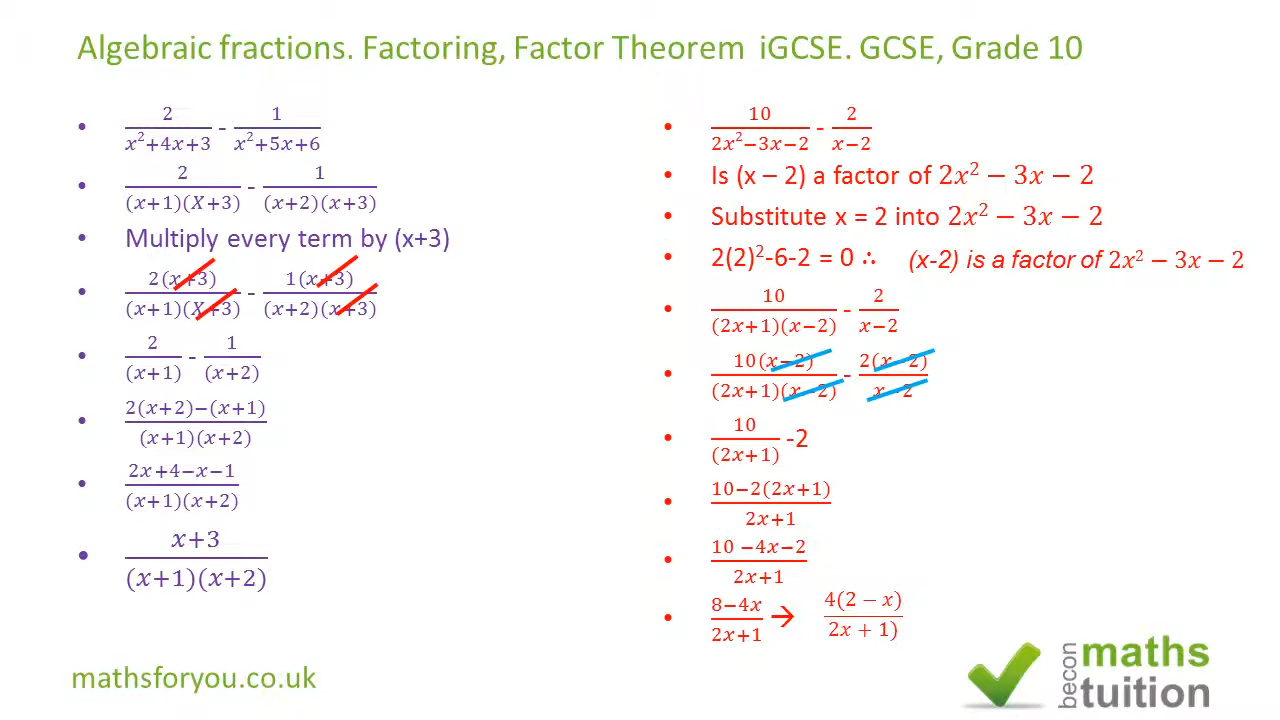 Algebraic fractions. Factoring, Factor Theorem iGCSE. GCSE, Grade 10
• 2/(x²+4x+3) - 1/(x²+5x+6)
• 2/((x+1)(X+3)) - 1/((x+2)(x+3))
• Multiply every term by (x+3)
• 2(x+3)/((x+1)(X+3)) - 1(x+3)/((x+2)(x+3))
• 2/(x+1) - 1/(x+2)
• (2(x+2)−(x+1))/((x+1)(x+2))
• (2x+4−x−1)/((x+1)(x+2))
• (x+3)/((x+1)(x+2))
mathsforyou.co.uk
• 10/(2x²−3x−2) - 2/(x−2)
• Is (x – 2) a factor of 2x² − 3x − 2
• Substitute x = 2 into 2x² − 3x − 2
• 2(2)²-6-2 = 0 ∴ (x-2) is a factor of 2x² − 3x − 2
• 10/((2x+1)(x−2)) - 2/(x−2)
• 10(x−2)/((2x+1)(x−2)) - 2(x−2)/(x−2)
• 10/(2x+1) -2
• (10−2(2x+1))/(2x+1)
• (10 −4x−2)/(2x+1)
• (8−4x)/(2x+1) → 4(2 − x)/2x + 1)
becon
maths
tuition